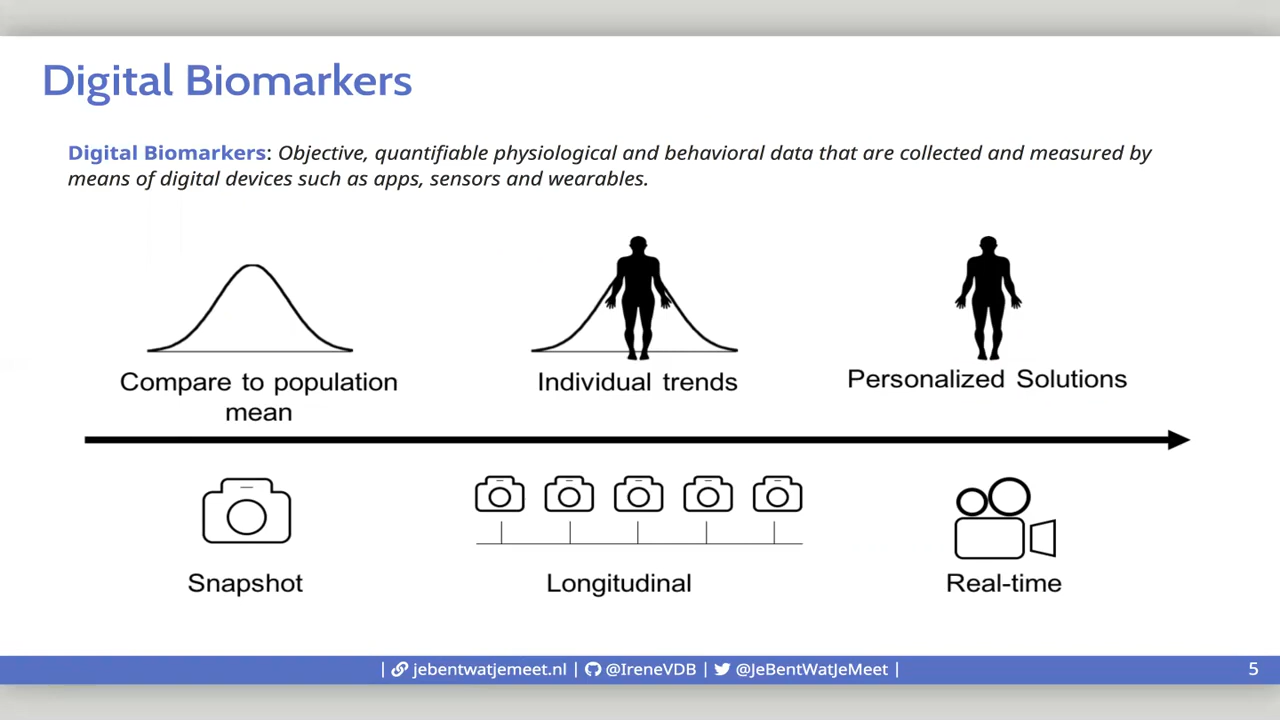 Digital Biomarkers
Digital Biomarkers: Objective, quantifiable physiological and behavioral data that are collected and measured by
means of digital devices such as apps, sensors and wearables.
Compare to population
mean
Individual trends
Personalized Solutions
Snapshot
Longitudinal
Real-time
| jebentwatjemeet.nl | @IreneVDB | @JeBentWatJeMeet |
5